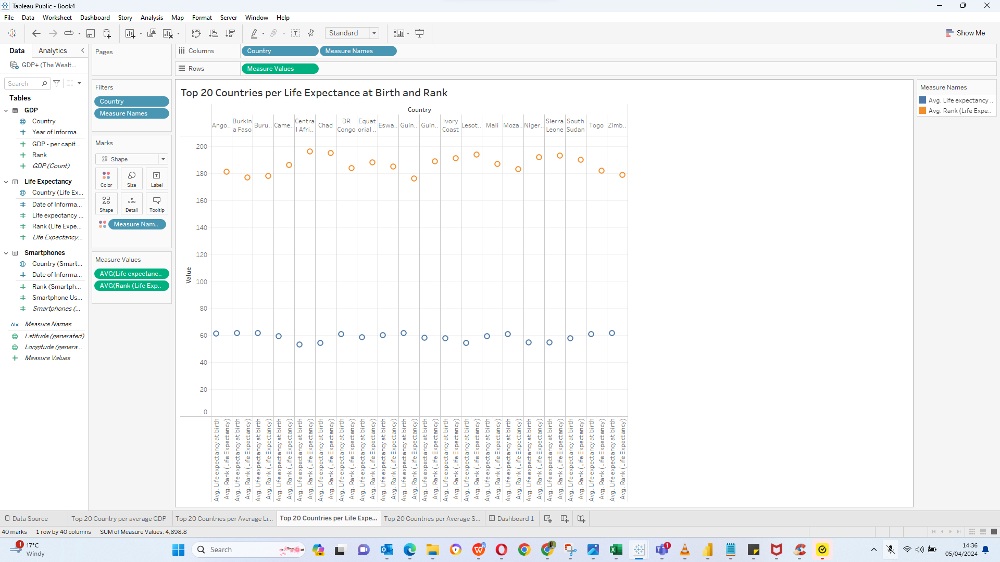 Tableau Public - Book4
File Data Worksheet Dashboard Story Analysis Map Format Server Window Help
Standard
Show Me
Data Analytics
GDP+ (The Wealt...
Search
Tables
GDP
Country
Year of Informa...
GDP - per capit...
Rank
GDP (Count)
Life Expectancy
Country (Life Ex...
Date of Informa...
Life expectancy ...
Rank (Life Expe...
Life Expectancy...
Smartphones
Country (Smart...
Date of Informa...
Rank (Smartph...
Smartphone Us...
Smartphones (...
Abc Measure Names
Latitude (generated)
Longitude (genera...
Measure Values
Pages
Filters
Country
Measure Names
Marks
Shape
Color Size Label
Shape Detail Tooltip
Measure Nam..
Measure Values
AVG(Life expectanc..
AVG(Rank (Life Exp..
Columns Country Measure Names
Rows Measure Values
Top 20 Countries per Life Expectance at Birth and Rank
Country
Ango.. Burkina Faso Buru.. Came.. Central Afri.. Chad DR Congo Equatorial .. Eswa.. Guin.. Guin.. Ivory Coast Lesot.. Mali Moza.. Niger.. Sierra Leone South Sudan Togo Zimb..
Value
200
180
160
140
120
100
80
60
40
20
0
Avg. Life expectancy at birth
Avg. Rank (Life Expectancy)
Avg. Life expectancy at birth
Avg. Rank (Life Expectancy)
Avg. Life expectancy at birth
Avg. Rank (Life Expectancy)
Avg. Life expectancy at birth
Avg. Rank (Life Expectancy)
Avg. Life expectancy at birth
Avg. Rank (Life Expectancy)
Avg. Life expectancy at birth
Avg. Rank (Life Expectancy)
Avg. Life expectancy at birth
Avg. Rank (Life Expectancy)
Avg. Life expectancy at birth
Avg. Rank (Life Expectancy)
Avg. Life expectancy at birth
Avg. Rank (Life Expectancy)
Avg. Life expectancy at birth
Avg. Rank (Life Expectancy)
Avg. Life expectancy at birth
Avg. Rank (Life Expectancy)
Avg. Life expectancy at birth
Avg. Rank (Life Expectancy)
Avg. Life expectancy at birth
Avg. Rank (Life Expectancy)
Avg. Life expectancy at birth
Avg. Rank (Life Expectancy)
Avg. Life expectancy at birth
Avg. Rank (Life Expectancy)
Avg. Life expectancy at birth
Avg. Rank (Life Expectancy)
Avg. Life expectancy at birth
Avg. Rank (Life Expectancy)
Avg. Life expectancy at birth
Avg. Rank (Life Expectancy)
Avg. Life expectancy at birth
Avg. Rank (Life Expectancy)
Avg. Life expectancy at birth
Avg. Rank (Life Expectancy)
Measure Names
Avg. Life expectancy ..
Avg. Rank (Life Expe..
Data Source Top 20 Country per average GDP Top 20 Countries per Average Li... Top 20 Countries per Life Expe... Top 20 Countries per Average S... Dashboard 1
40 marks 1 row by 40 columns SUM of Measure Values: 4,898.8
1 17°C
Windy
Search
PRE
1
14:36
05/04/2024